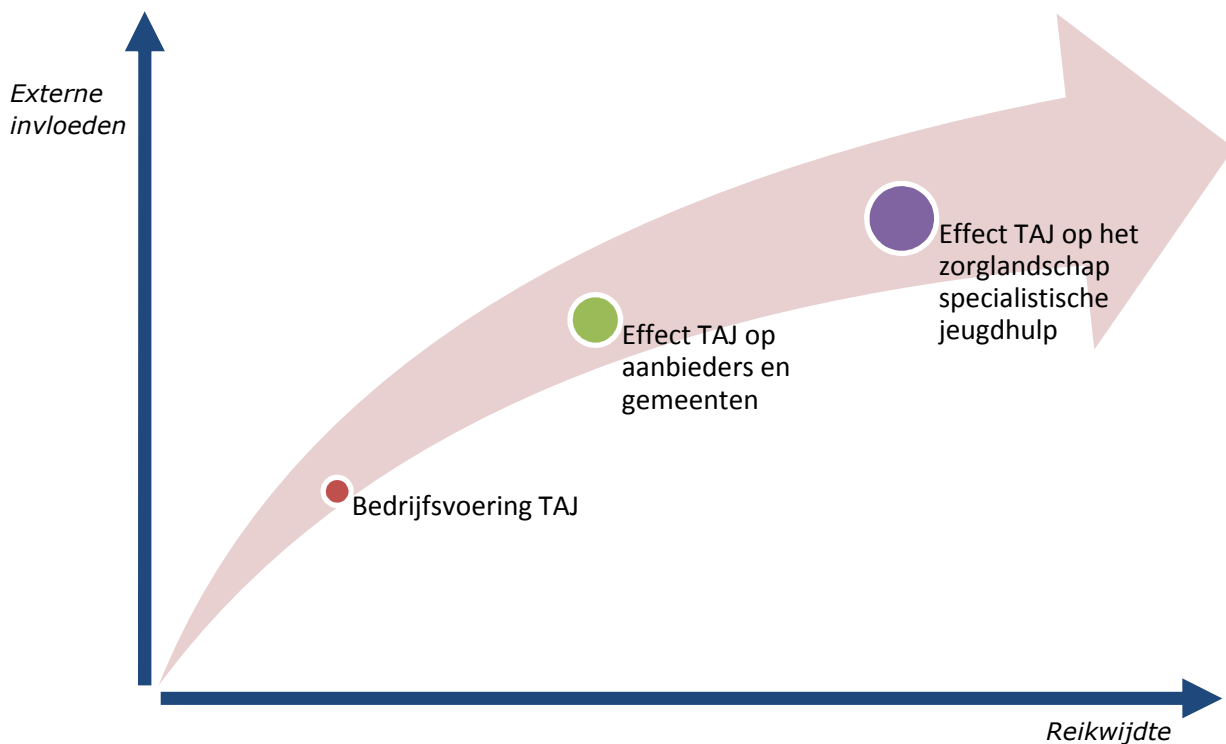 Externe
invloeden
Effect TAJ op het
zorglandschap
specialistische
jeugdhulp
Effect TAJ op
aanbieders en
gemeenten
Bedrijfsvoering TAJ
Reikwijdte